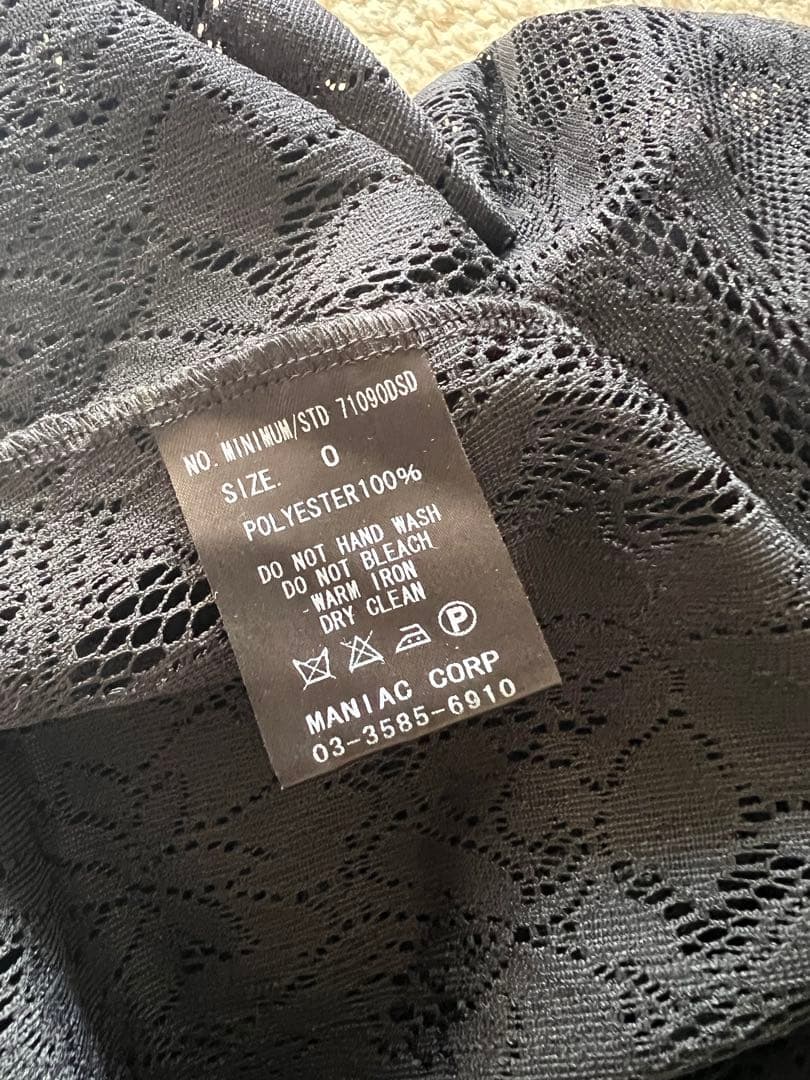 NO. MINIMUM/STD 71090DSD
SIZE. 0
POLYESTER100%
DO NOT HAND WASH
DO NOT BLEACH
WARM IRON
DRY CLEAN
P
MANIAC CORP
03-3585-6910